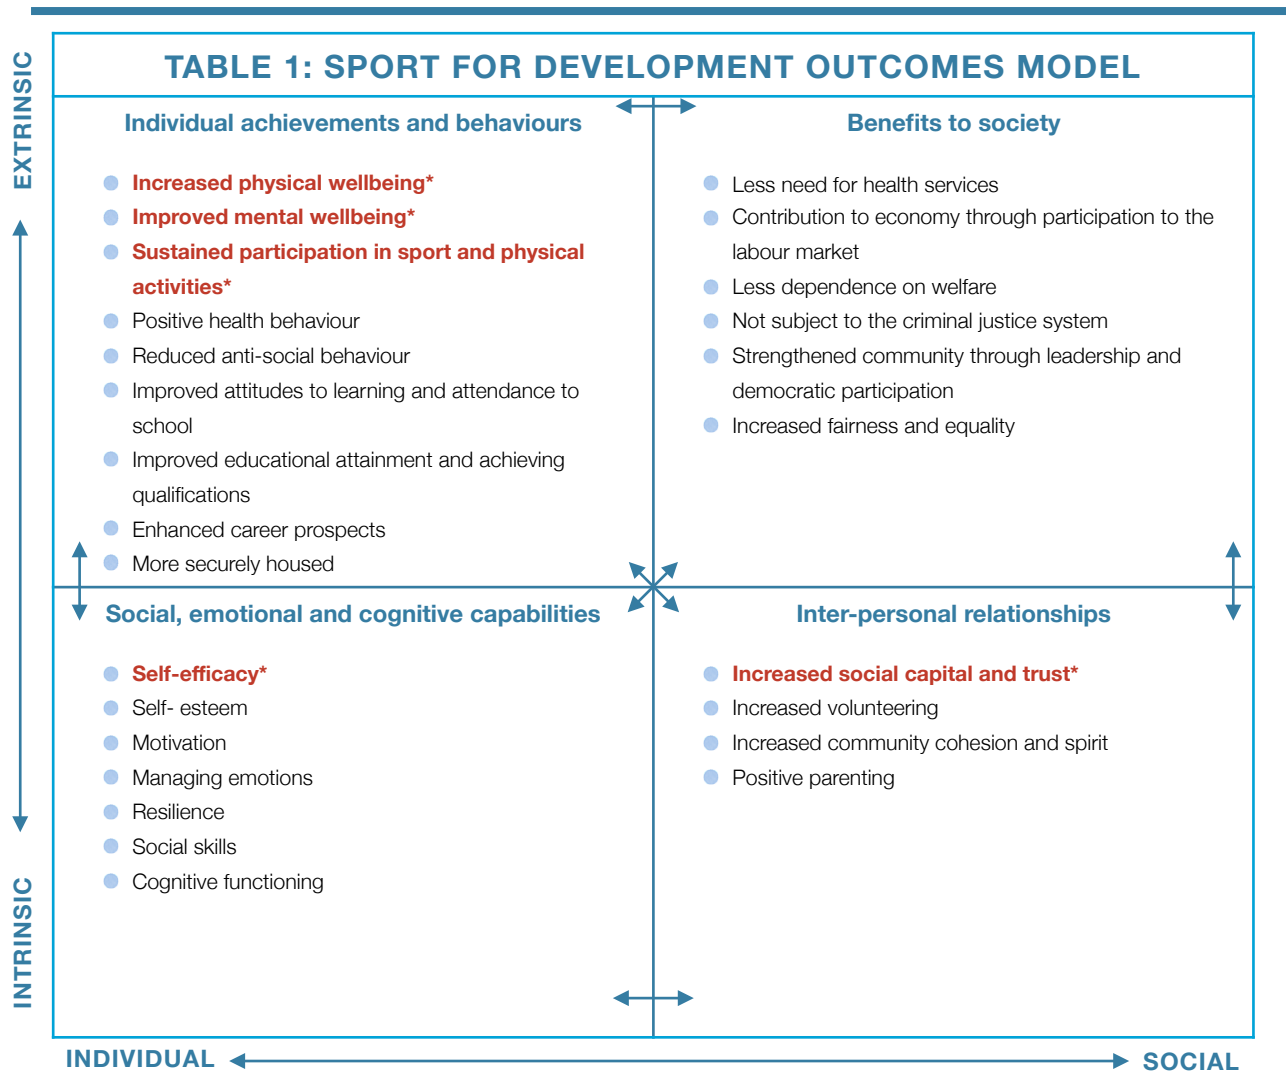 TABLE 1: SPORT FOR DEVELOPMENT OUTCOMES MODEL
EXTRINSIC
Individual achievements and behaviours
Increased physical wellbeing*
Improved mental wellbeing*
Sustained participation in sport and physical
activities*
Positive health behaviour
Reduced anti-social behaviour
Improved attitudes to learning and attendance to
school
Improved educational attainment and achieving
qualifications
Enhanced career prospects
More securely housed
Benefits to society
Less need for health services
Contribution to economy through participation to the
labour market
Less dependence on welfare
Not subject to the criminal justice system
Strengthened community through leadership and
democratic participation
Increased fairness and equality
Social, emotional and cognitive capabilities
Self-efficacy*
Self- esteem
Motivation
Managing emotions
Resilience
Social skills
Cognitive functioning
Inter-personal relationships
Increased social capital and trust*
Increased volunteering
Increased community cohesion and spirit
Positive parenting
INTRINSIC
INDIVIDUAL
SOCIAL